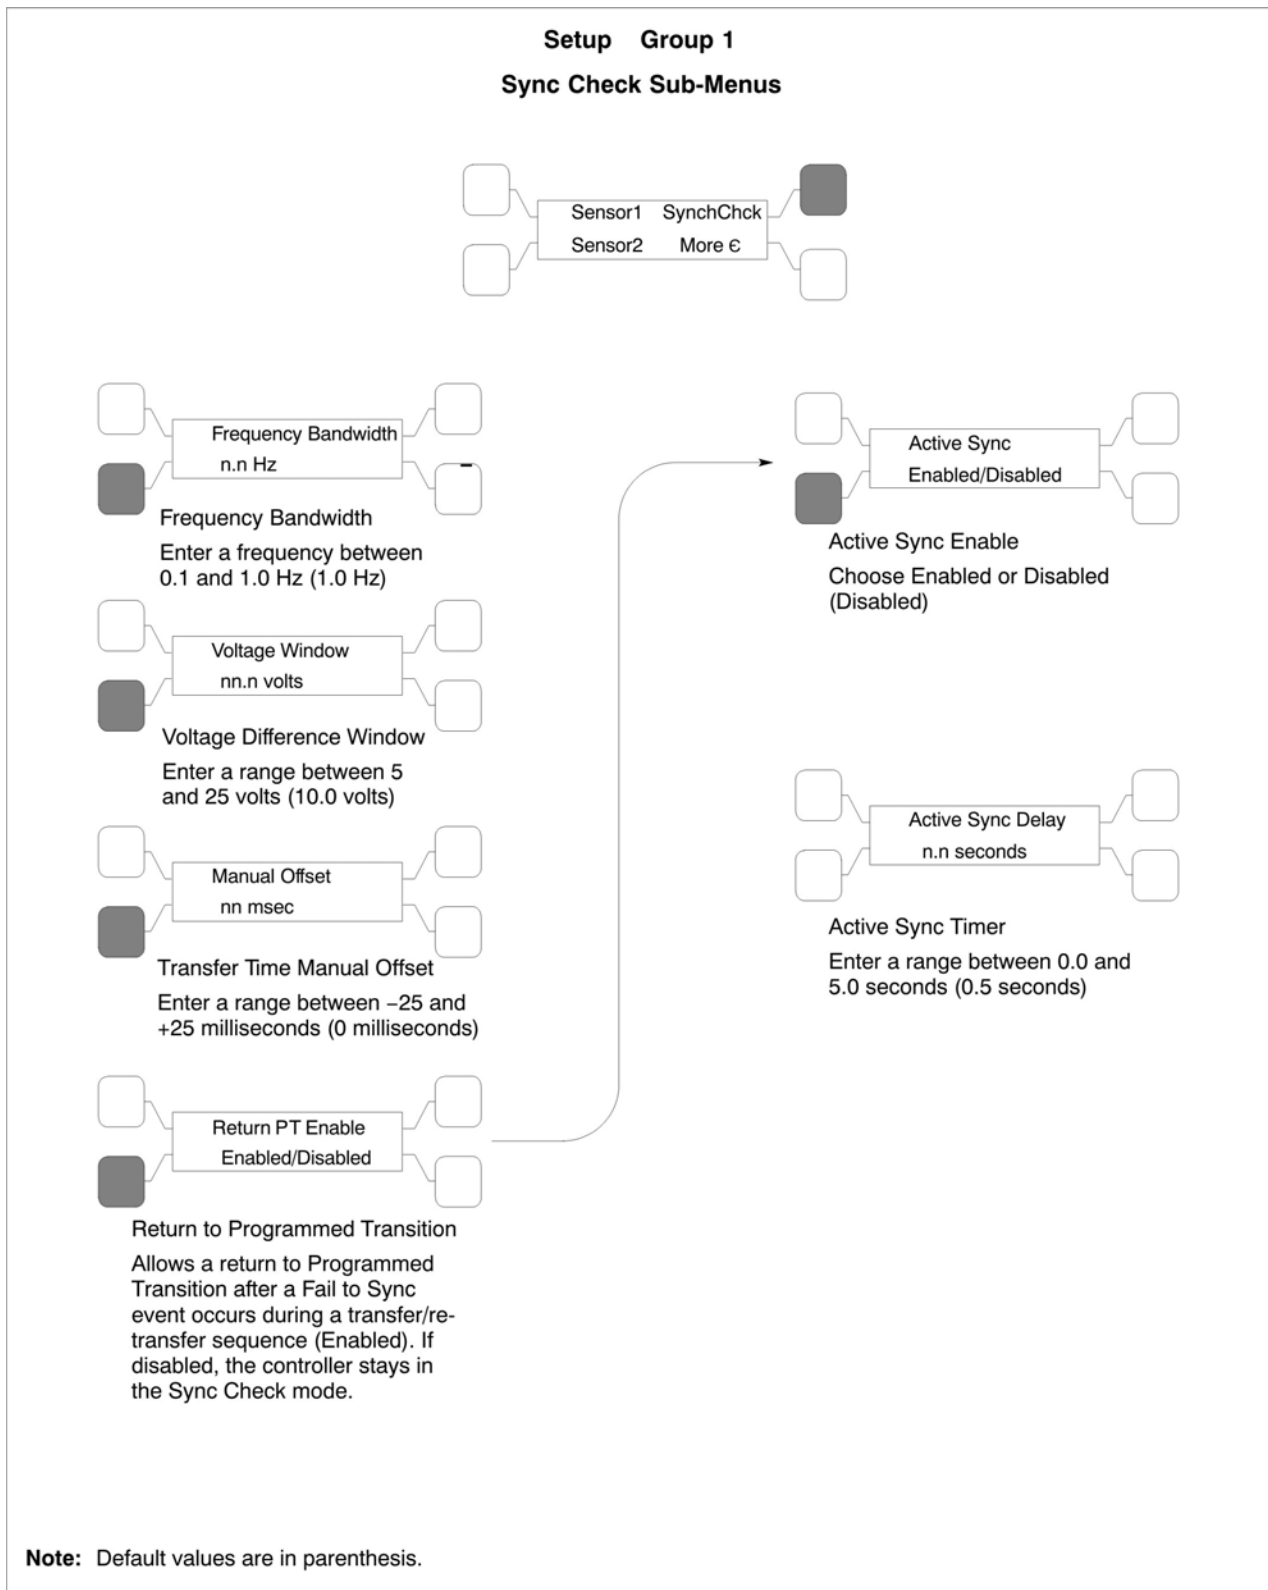 Setup Group 1
Sync Check Sub-Menus
Sensor1 SynchChck
Sensor2 More Є
Frequency Bandwidth
n.n Hz
Frequency Bandwidth
Enter a frequency between
0.1 and 1.0 Hz (1.0 Hz)
Voltage Window
nn.n volts
Voltage Difference Window
Enter a range between 5
and 25 volts (10.0 volts)
Manual Offset
nn msec
Transfer Time Manual Offset
Enter a range between −25 and
+25 milliseconds (0 milliseconds)
Return PT Enable
Enabled/Disabled
Return to Programmed Transition
Allows a return to Programmed
Transition after a Fail to Sync
event occurs during a transfer/re-
transfer sequence (Enabled). If
disabled, the controller stays in
the Sync Check mode.
Active Sync
Enabled/Disabled
Active Sync Enable
Choose Enabled or Disabled
(Disabled)
Active Sync Delay
n.n seconds
Active Sync Timer
Enter a range between 0.0 and
5.0 seconds (0.5 seconds)
Note: Default values are in parenthesis.